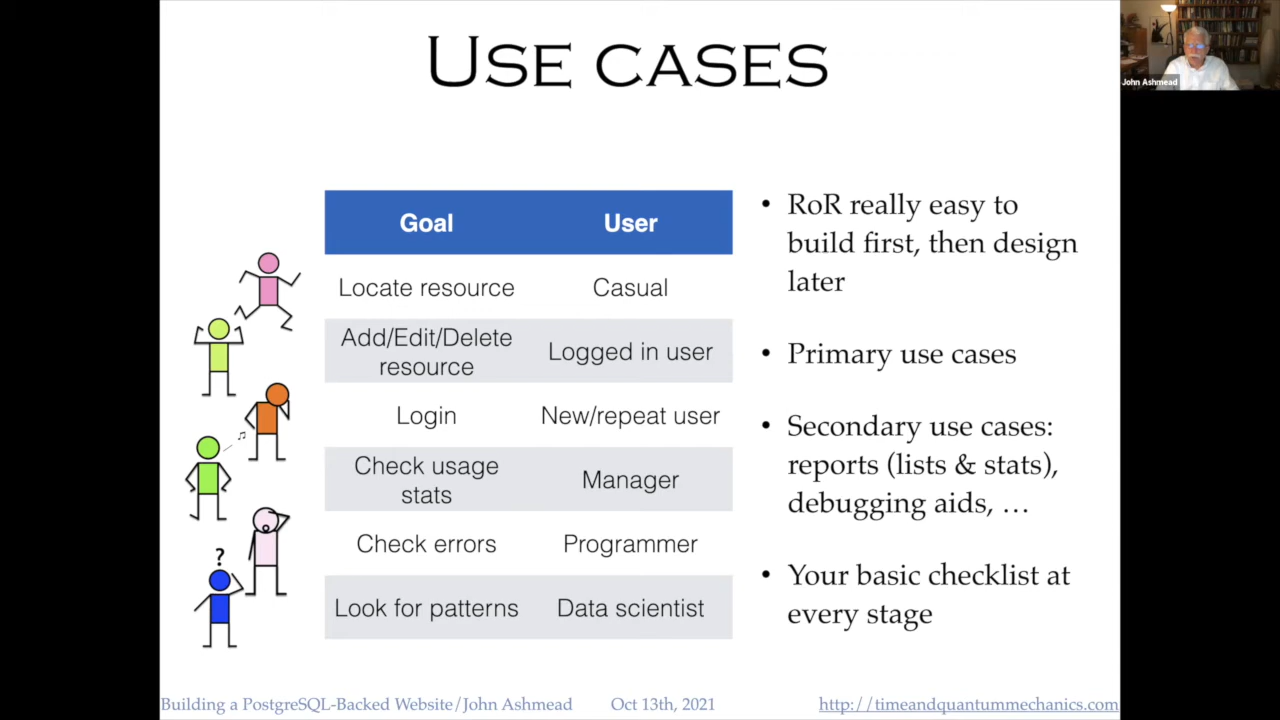 USE CASES
John Ashmead
Goal User
Locate resource Casual
Add/Edit/Delete
resource
Logged in user
Login New/repeat user
Check usage
stats
Manager
Check errors Programmer
Look for patterns Data scientist
?
• RoR really easy to
build first, then design
later
• Primary use cases
• Secondary use cases:
reports (lists & stats),
debugging aids, …
• Your basic checklist at
every stage
Building a PostgreSQL-Backed Website/John Ashmead Oct 13th, 2021 http://timeandquantummechanics.com